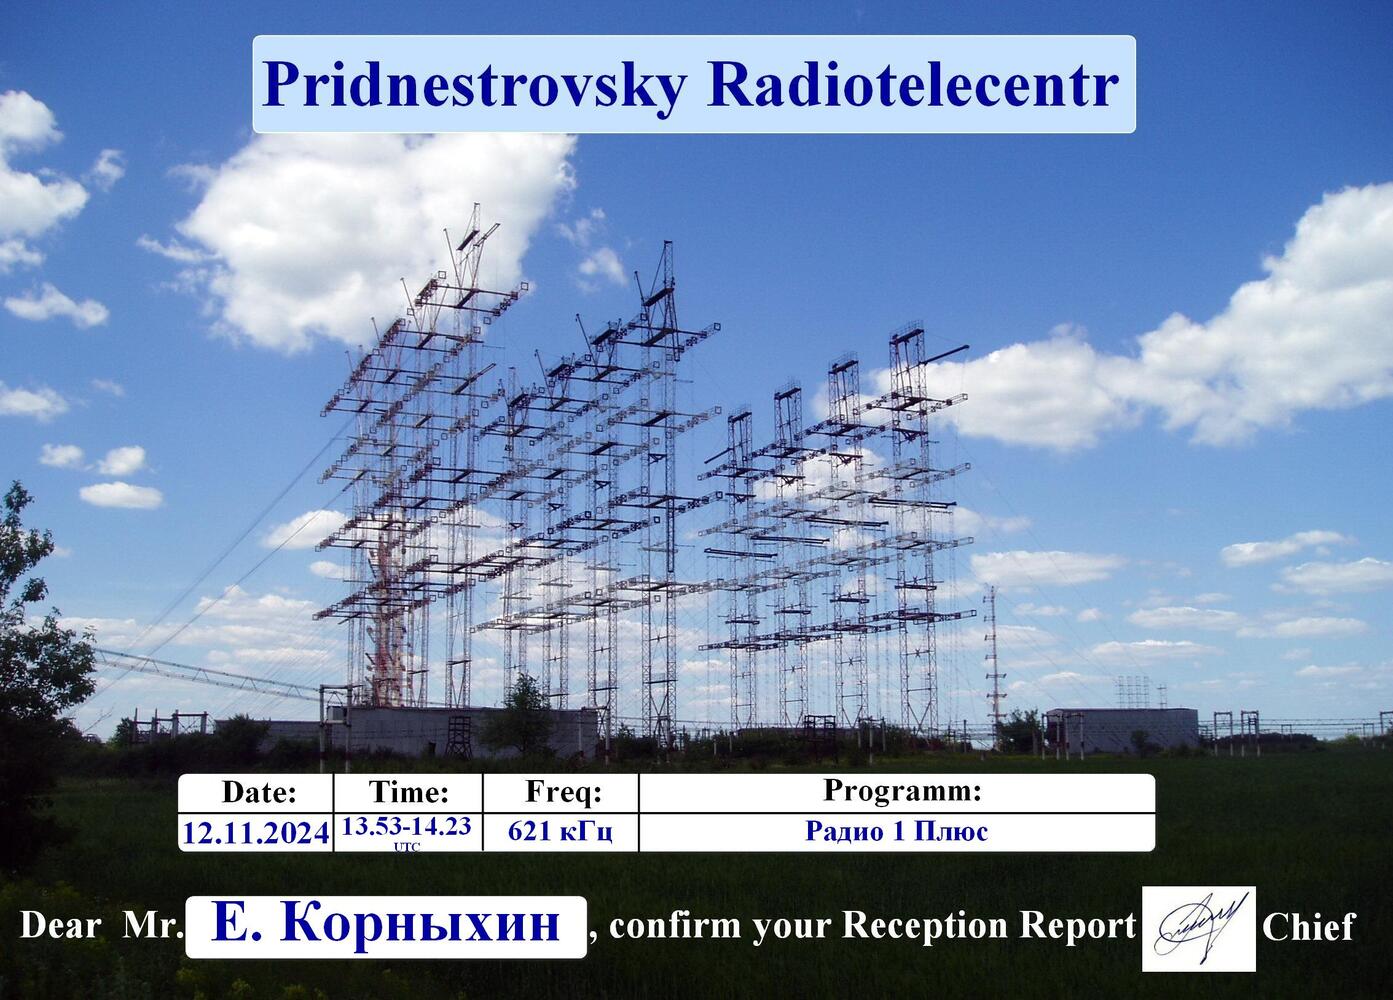 Pridnestrovsky Radiotelecentr
Date: Time: Freq: Programm:
12.11.2024 13.53-14.23 UTC 621 кГц Радио 1 Плюс
Dear Mr. Е. Корныхин, confirm your Reception Report Chief